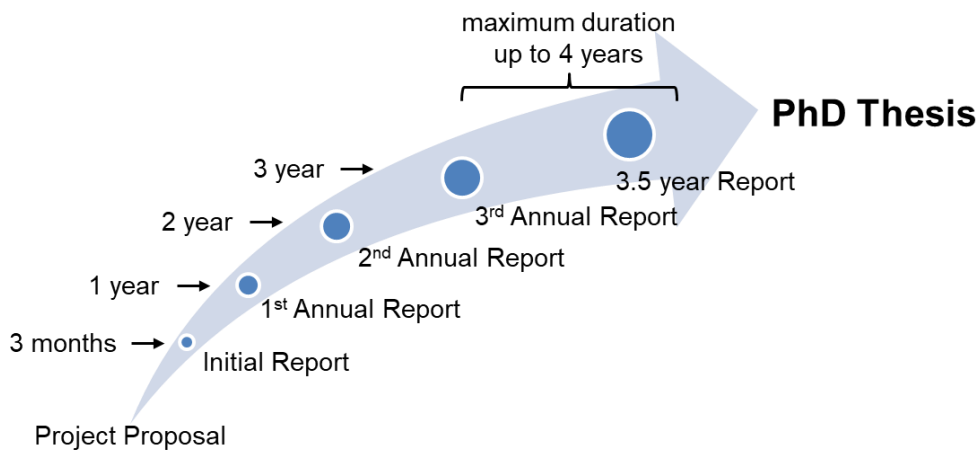 maximum duration
up to 4 years
PhD Thesis
3 year
3.5 year Report
2 year
3rd Annual Report
2nd Annual Report
1 year
1st Annual Report
3 months
Initial Report
Project Proposal